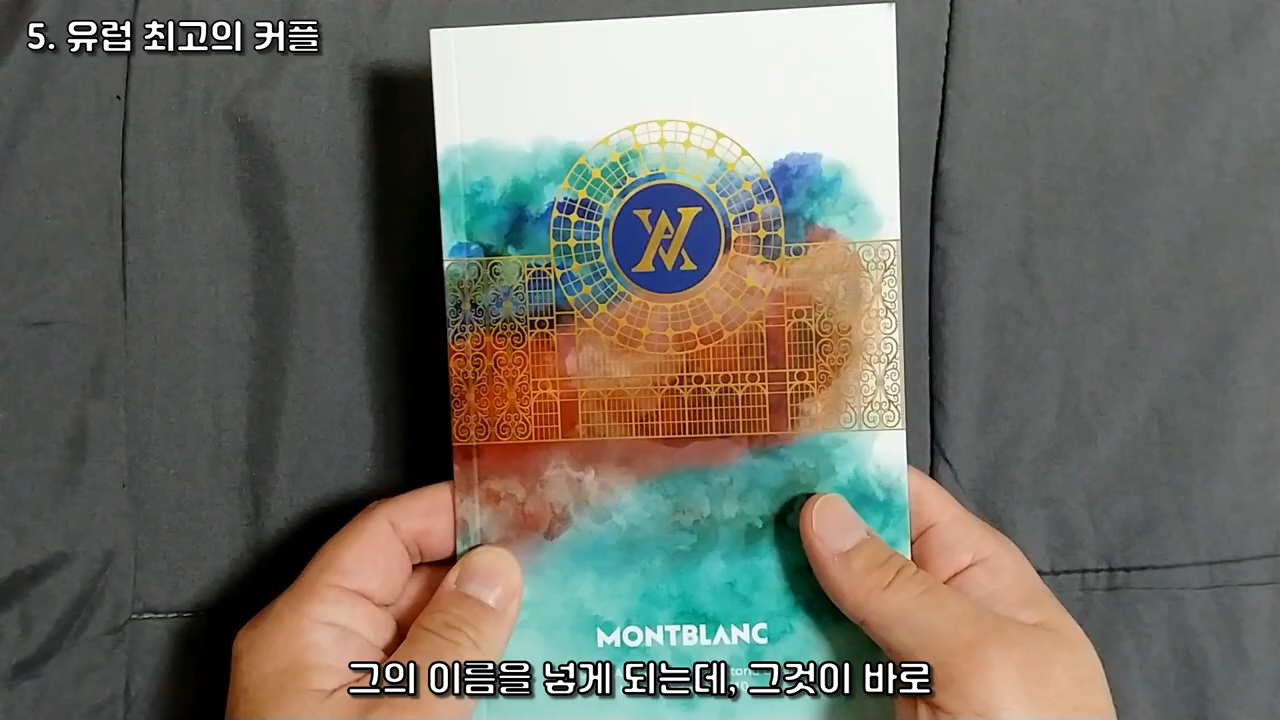 5. 유럽 최고의 커플
MONTBLANC
그의 이름을 넣게 되는데, 그것이 바로